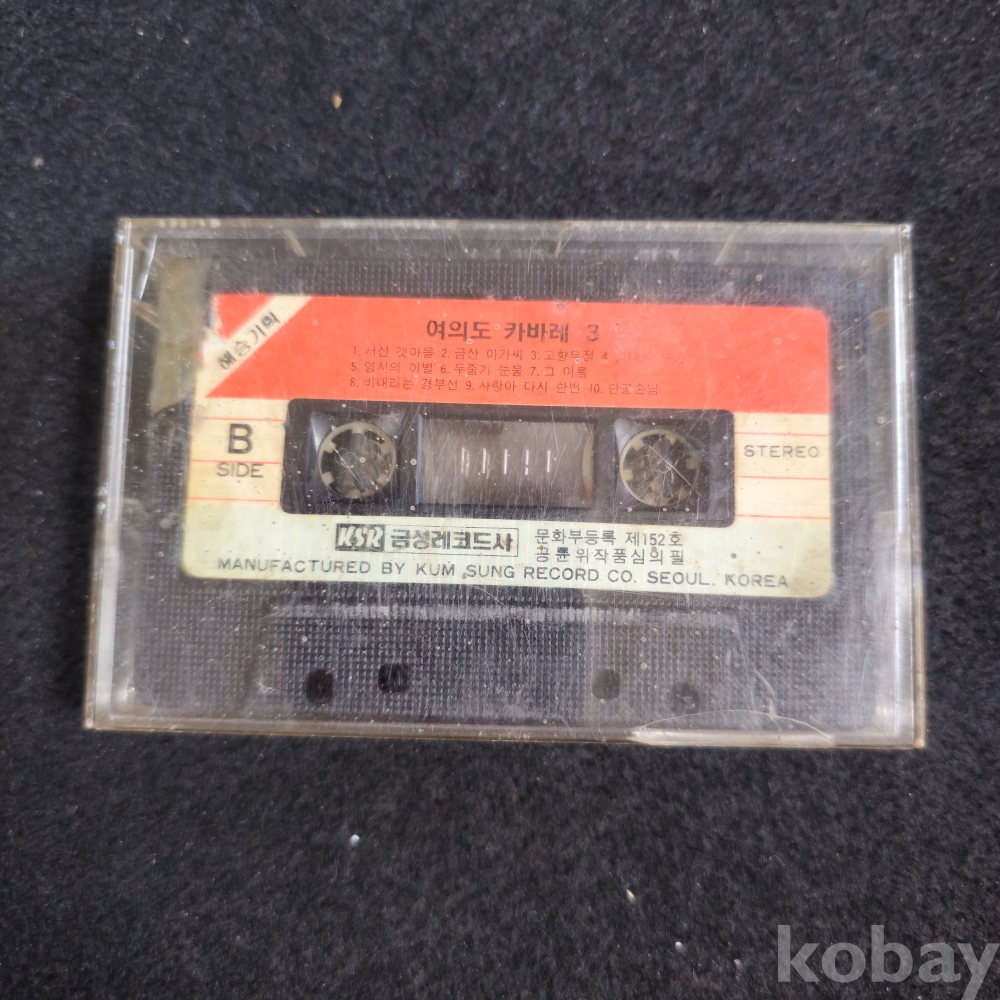 해승기획
여의도 카바레 3
1. 서산 갯마을 2. 금산 아가씨 3. 고향무정 4.
5. 영시의 이별 6. 두줄기 눈물 7. 그 이름
8. 비내리는 경부선 9. 사랑아 다시 한번 10. 단골손님
B
SIDE
STEREO
KSR 금성레코드사
문화부등록 제152호
공륜위작품심의필
MANUFACTURED BY KUM SUNG RECORD CO. SEOUL. KOREA
kobay